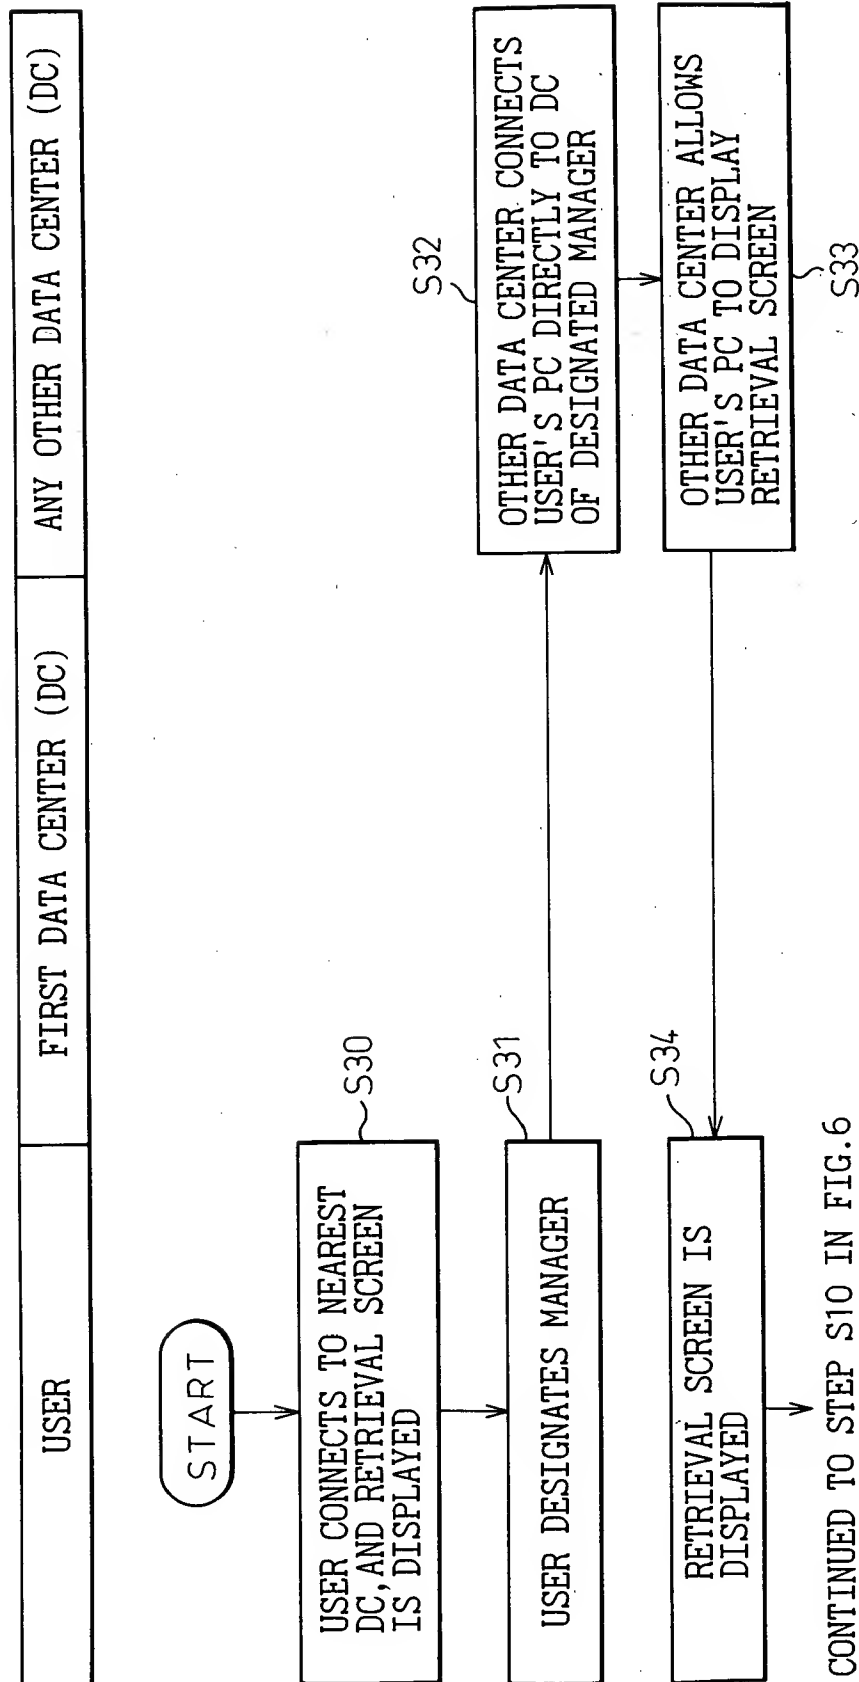 USER
FIRST DATA CENTER (DC)
ANY OTHER DATA CENTER (DC)
START
USER CONNECTS TO NEAREST
DC, AND RETRIEVAL SCREEN
IS DISPLAYED
S30
USER DESIGNATES MANAGER
S31
OTHER DATA CENTER CONNECTS
USER'S PC DIRECTLY TO DC
OF DESIGNATED MANAGER
S32
OTHER DATA CENTER ALLOWS
USER'S PC TO DISPLAY
RETRIEVAL SCREEN
S33
RETRIEVAL SCREEN IS
DISPLAYED
S34
CONTINUED TO STEP S10 IN FIG.6